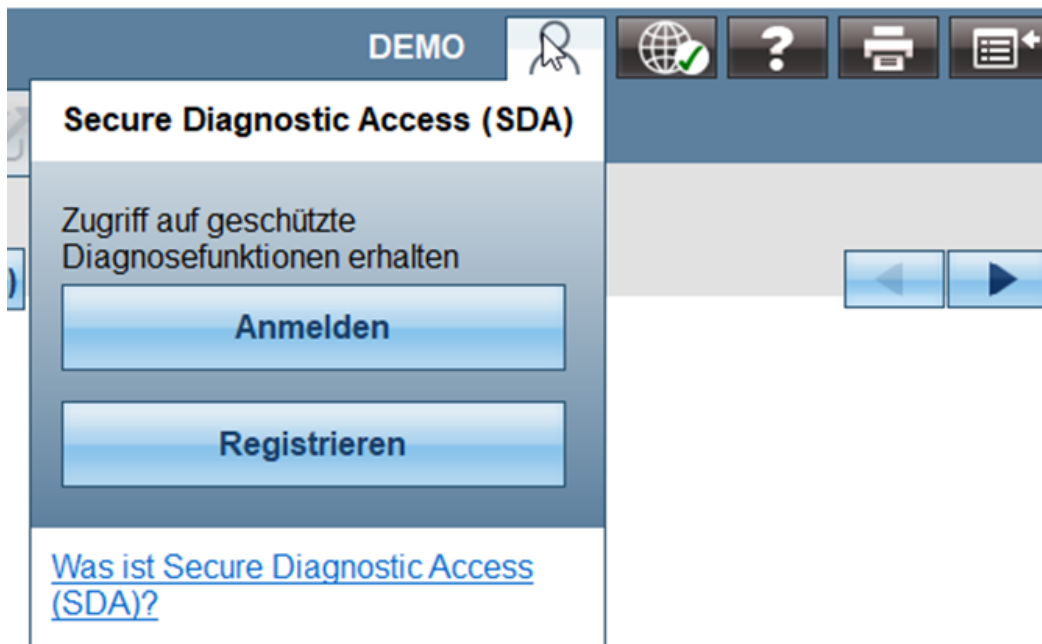 DEMO
?
Secure Diagnostic Access (SDA)
Zugriff auf geschützte
Diagnosefunktionen erhalten
)
Anmelden
Registrieren
Was ist Secure Diagnostic Access
(SDA)?